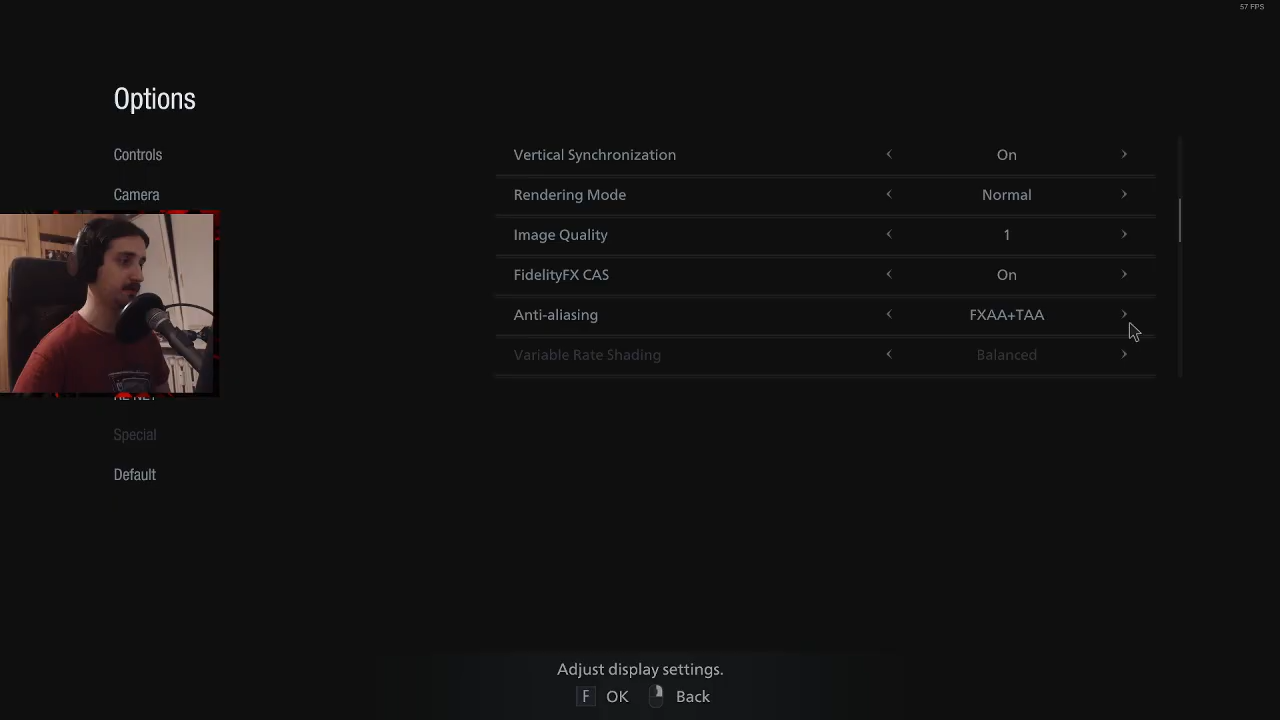 57 FPS
Options
Controls
Camera
Special
Default
Vertical Synchronization On
Rendering Mode Normal
Image Quality 1
FidelityFX CAS On
Anti-aliasing FXAA+TAA
Variable Rate Shading Balanced
Adjust display settings.
F OK Back